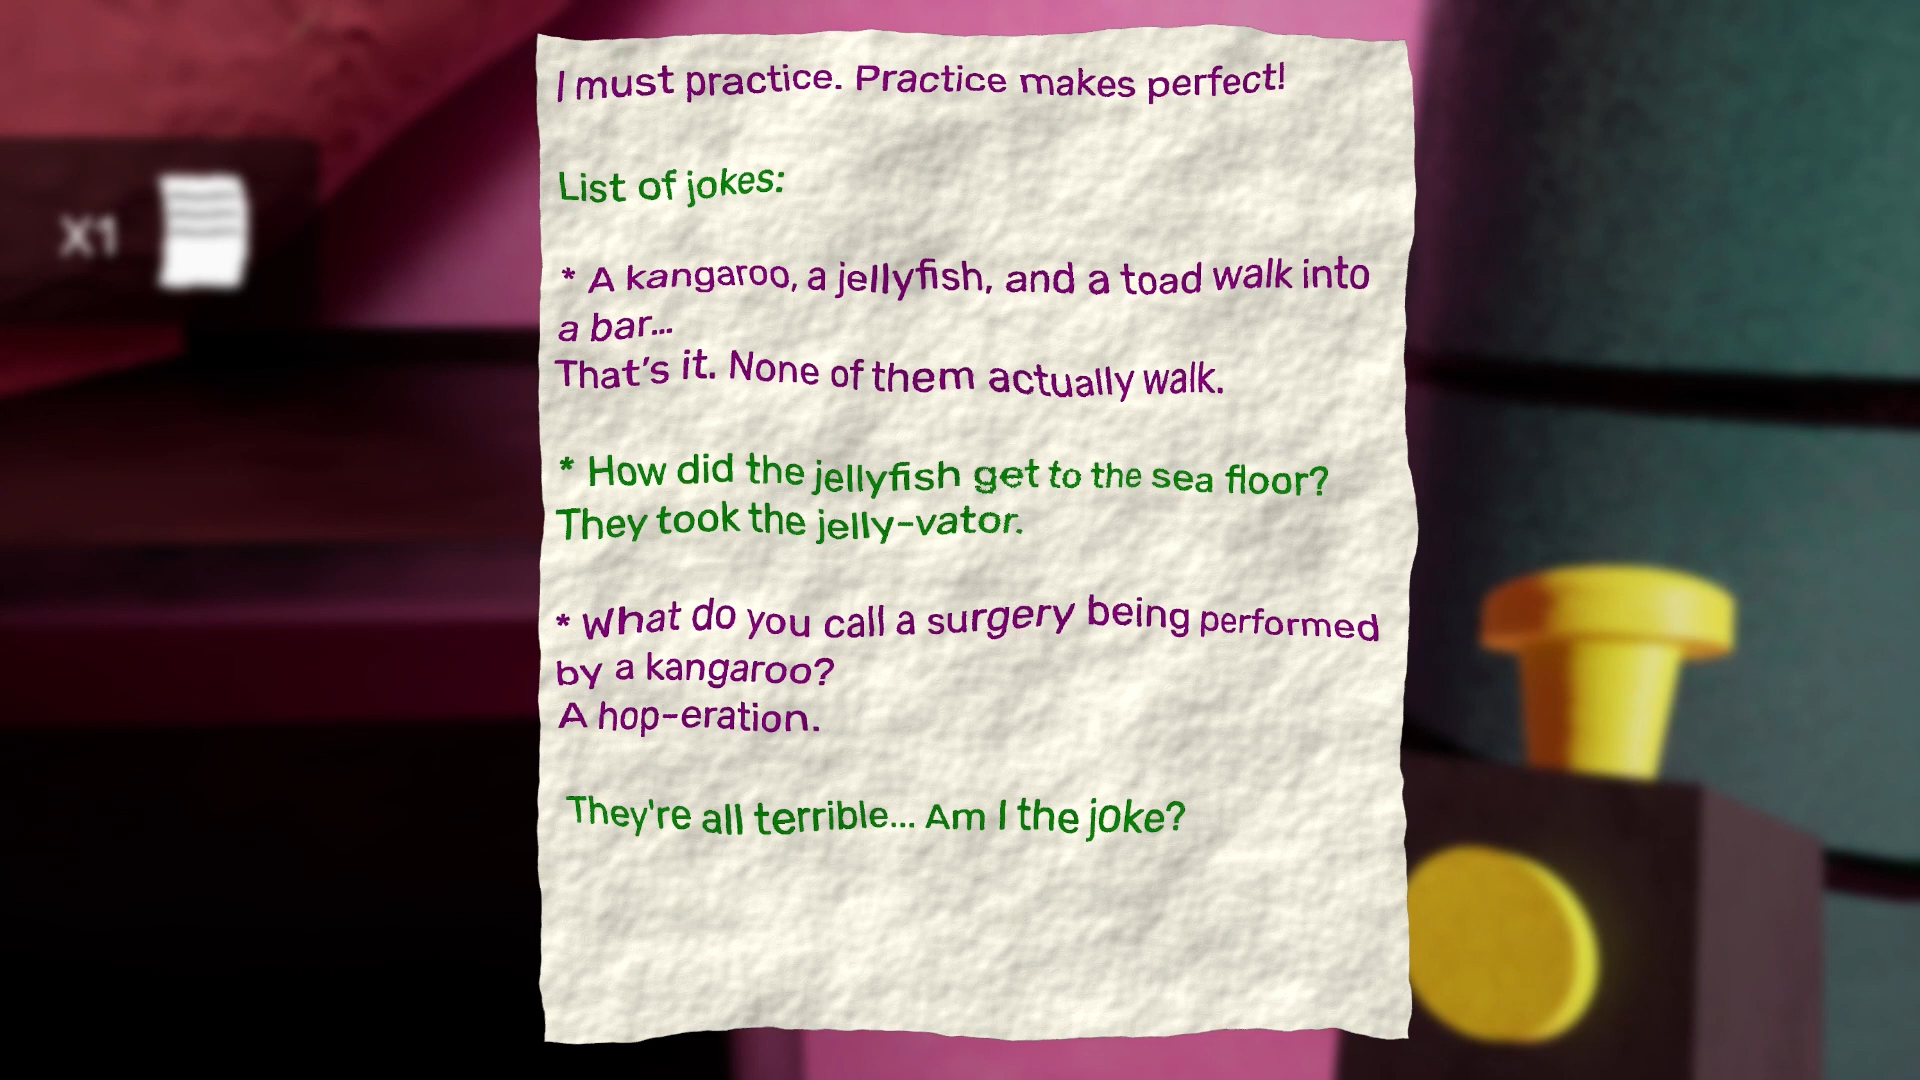 I must practice. Practice makes perfect!
List of jokes:
* A kangaroo, a jellyfish, and a toad walk into
a bar...
That's it. None of them actually walk.
* How did the jellyfish get to the sea floor?
They took the jelly-vator.
* What do you call a surgery being performed
by a kangaroo?
A hop-eration.
They're all terrible... Am I the joke?
X1